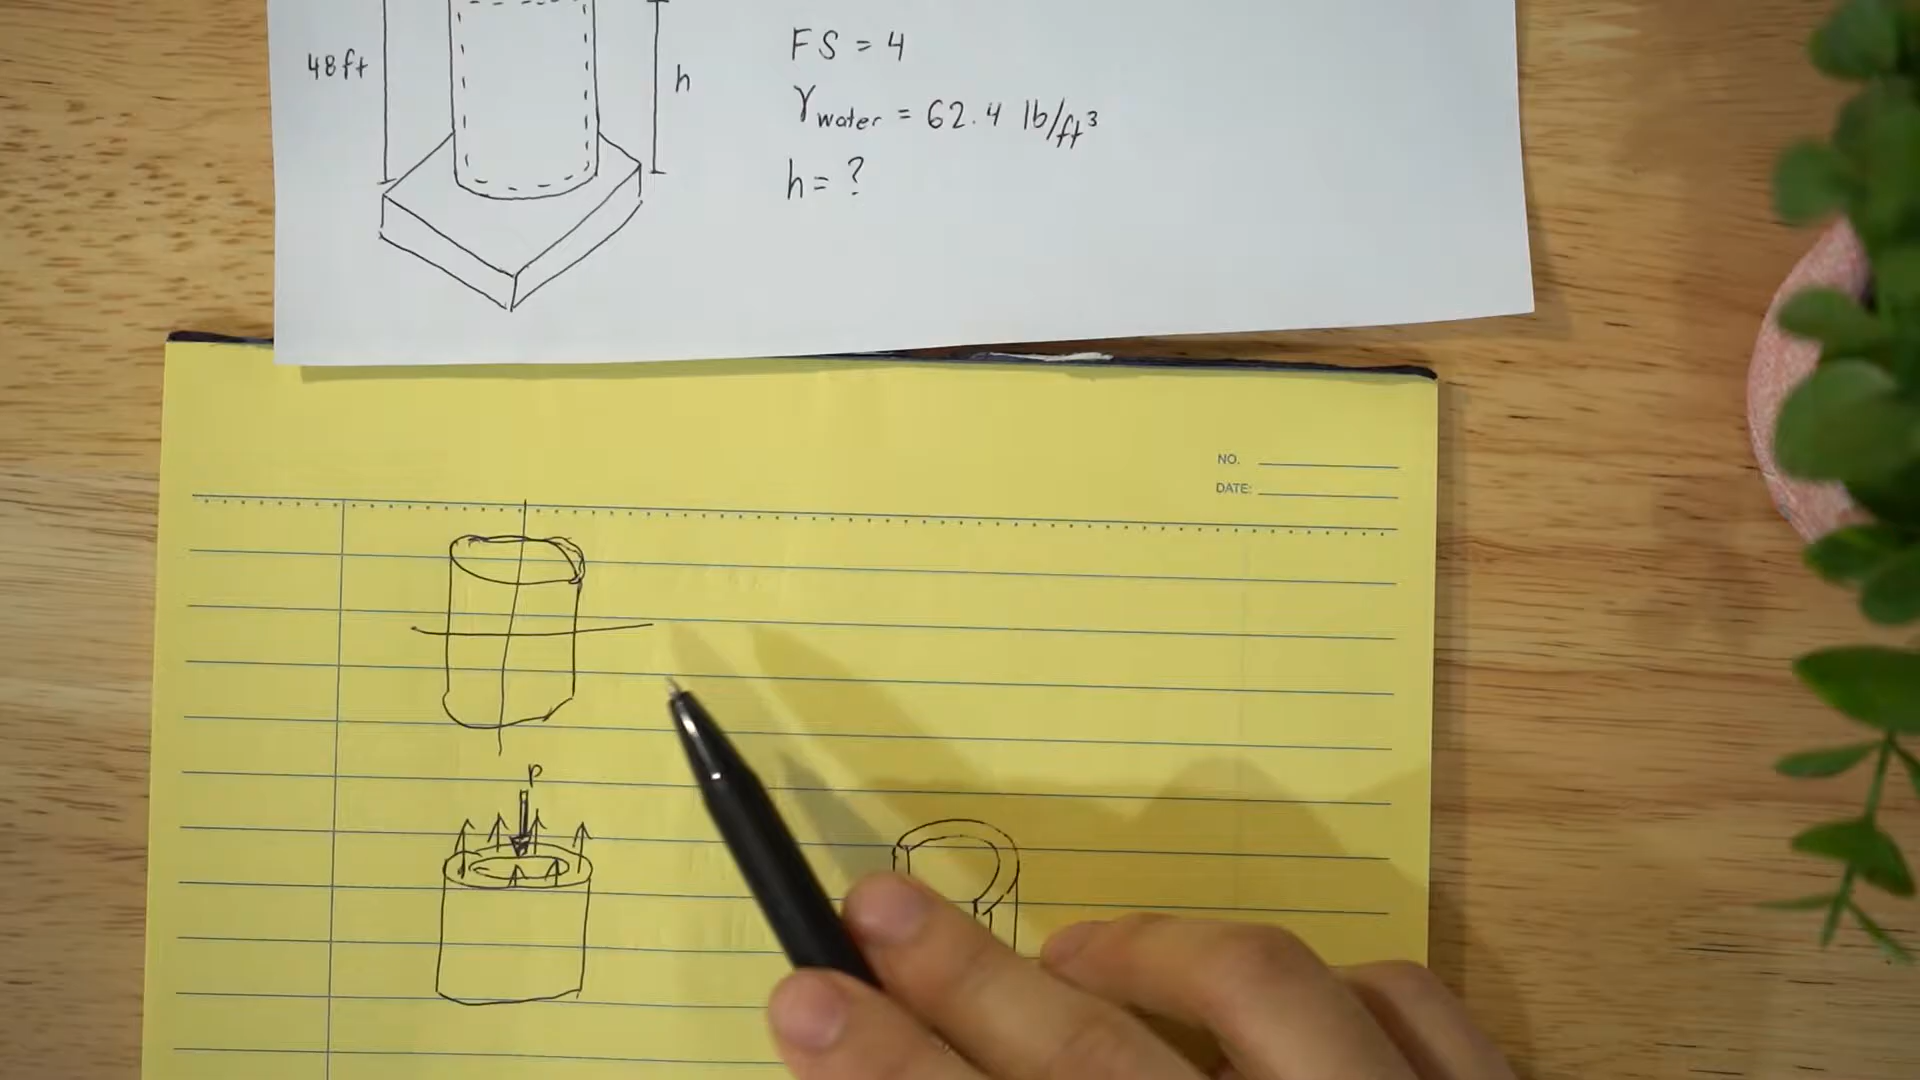 48ft
h
FS = 4
γwater = 62.4 lb/ft³
h = ?
NO.
DATE:
P